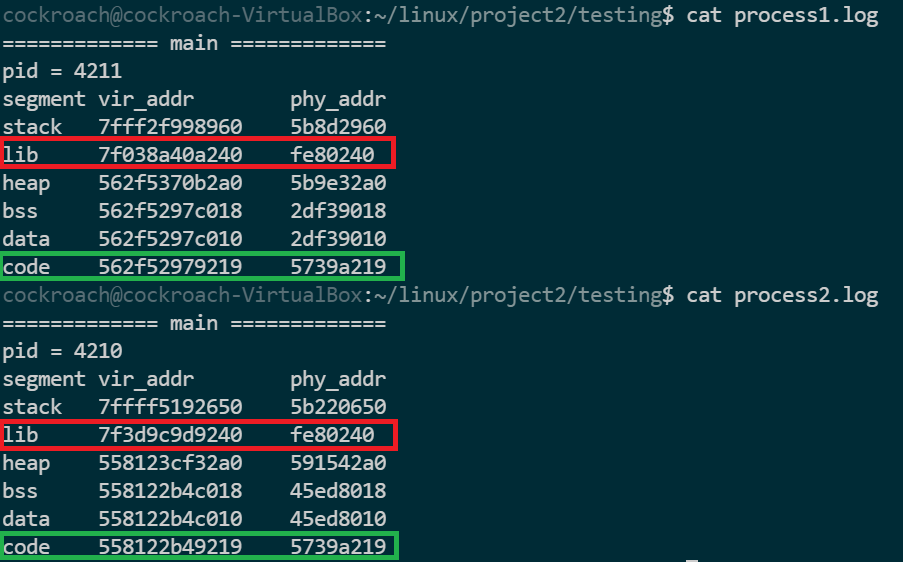 cockroach@cockroach-VirtualBox:~/linux/project2/testing$ cat process1.log
============= main =============
pid = 4211
segment vir_addr        phy_addr
stack   7fff2f998960    5b8d2960
lib     7f038a40a240    fe80240
heap    562f5370b2a0    5b9e32a0
bss     562f5297c018    2df39018
data    562f5297c010    2df39010
code    562f52979219    5739a219
cockroach@cockroach-VirtualBox:~/linux/project2/testing$ cat process2.log
============= main =============
pid = 4210
segment vir_addr        phy_addr
stack   7ffff5192650    5b220650
lib     7f3d9c9d9240    fe80240
heap    558123cf32a0    591542a0
bss     558122b4c018    45ed8018
data    558122b4c010    45ed8010
code    558122b49219    5739a219